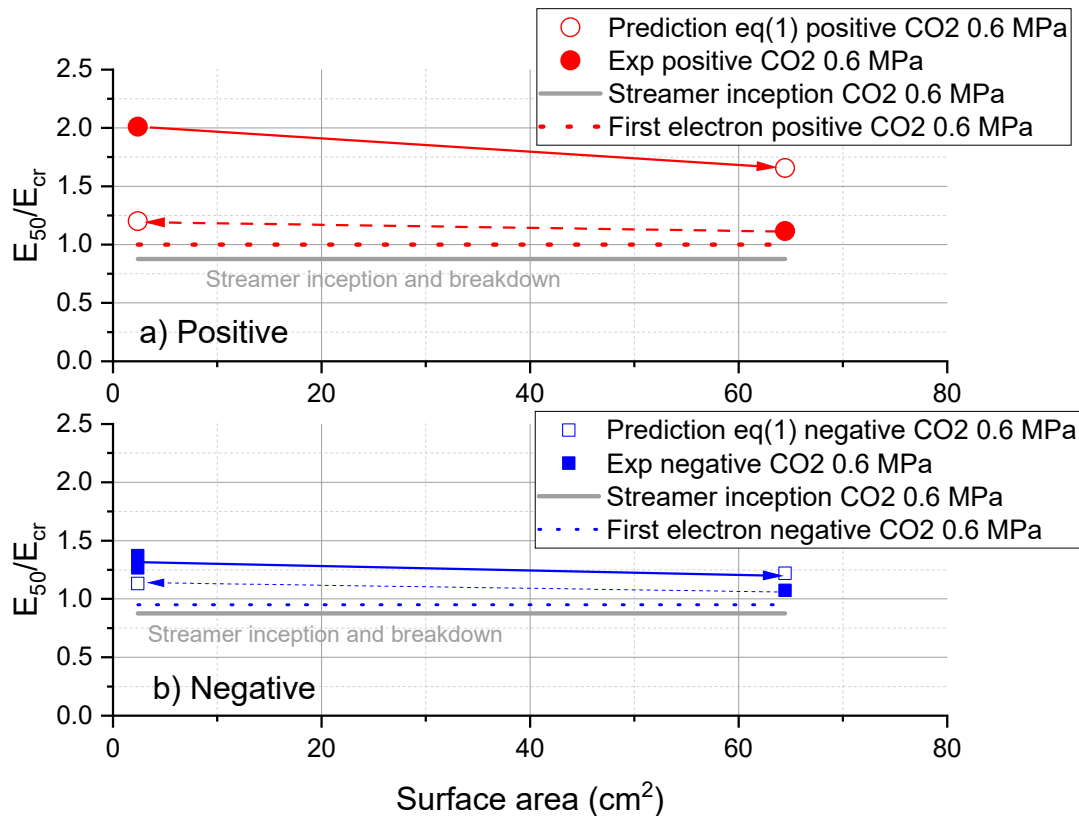 Prediction eq(1) positive CO2 0.6 MPa
Exp positive CO2 0.6 MPa
Streamer inception CO2 0.6 MPa
First electron positive CO2 0.6 MPa
2.5
2.0
1.5
1.0
0.5
0.0
E50/Ecr
Streamer inception and breakdown
a) Positive
0 20 40 60 80
Prediction eq(1) negative CO2 0.6 MPa
Exp negative CO2 0.6 MPa
Streamer inception CO2 0.6 MPa
First electron negative CO2 0.6 MPa
2.5
2.0
1.5
1.0
0.5
0.0
E50/Ecr
Streamer inception and breakdown
b) Negative
0 20 40 60 80
Surface area (cm²)